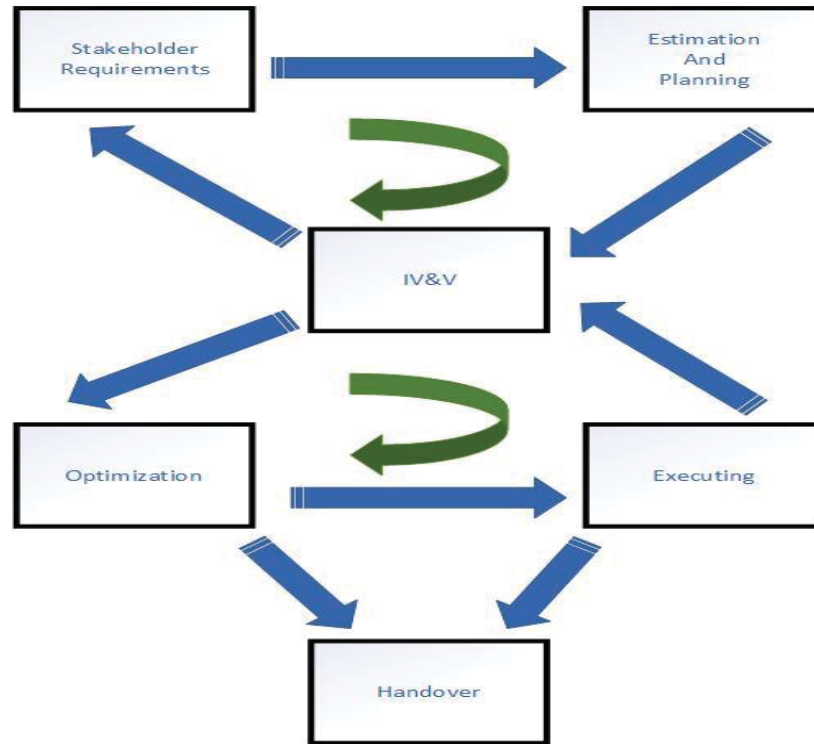 Stakeholder
Requirements
Estimation
And
Planning
IV&V
Optimization
Executing
Handover